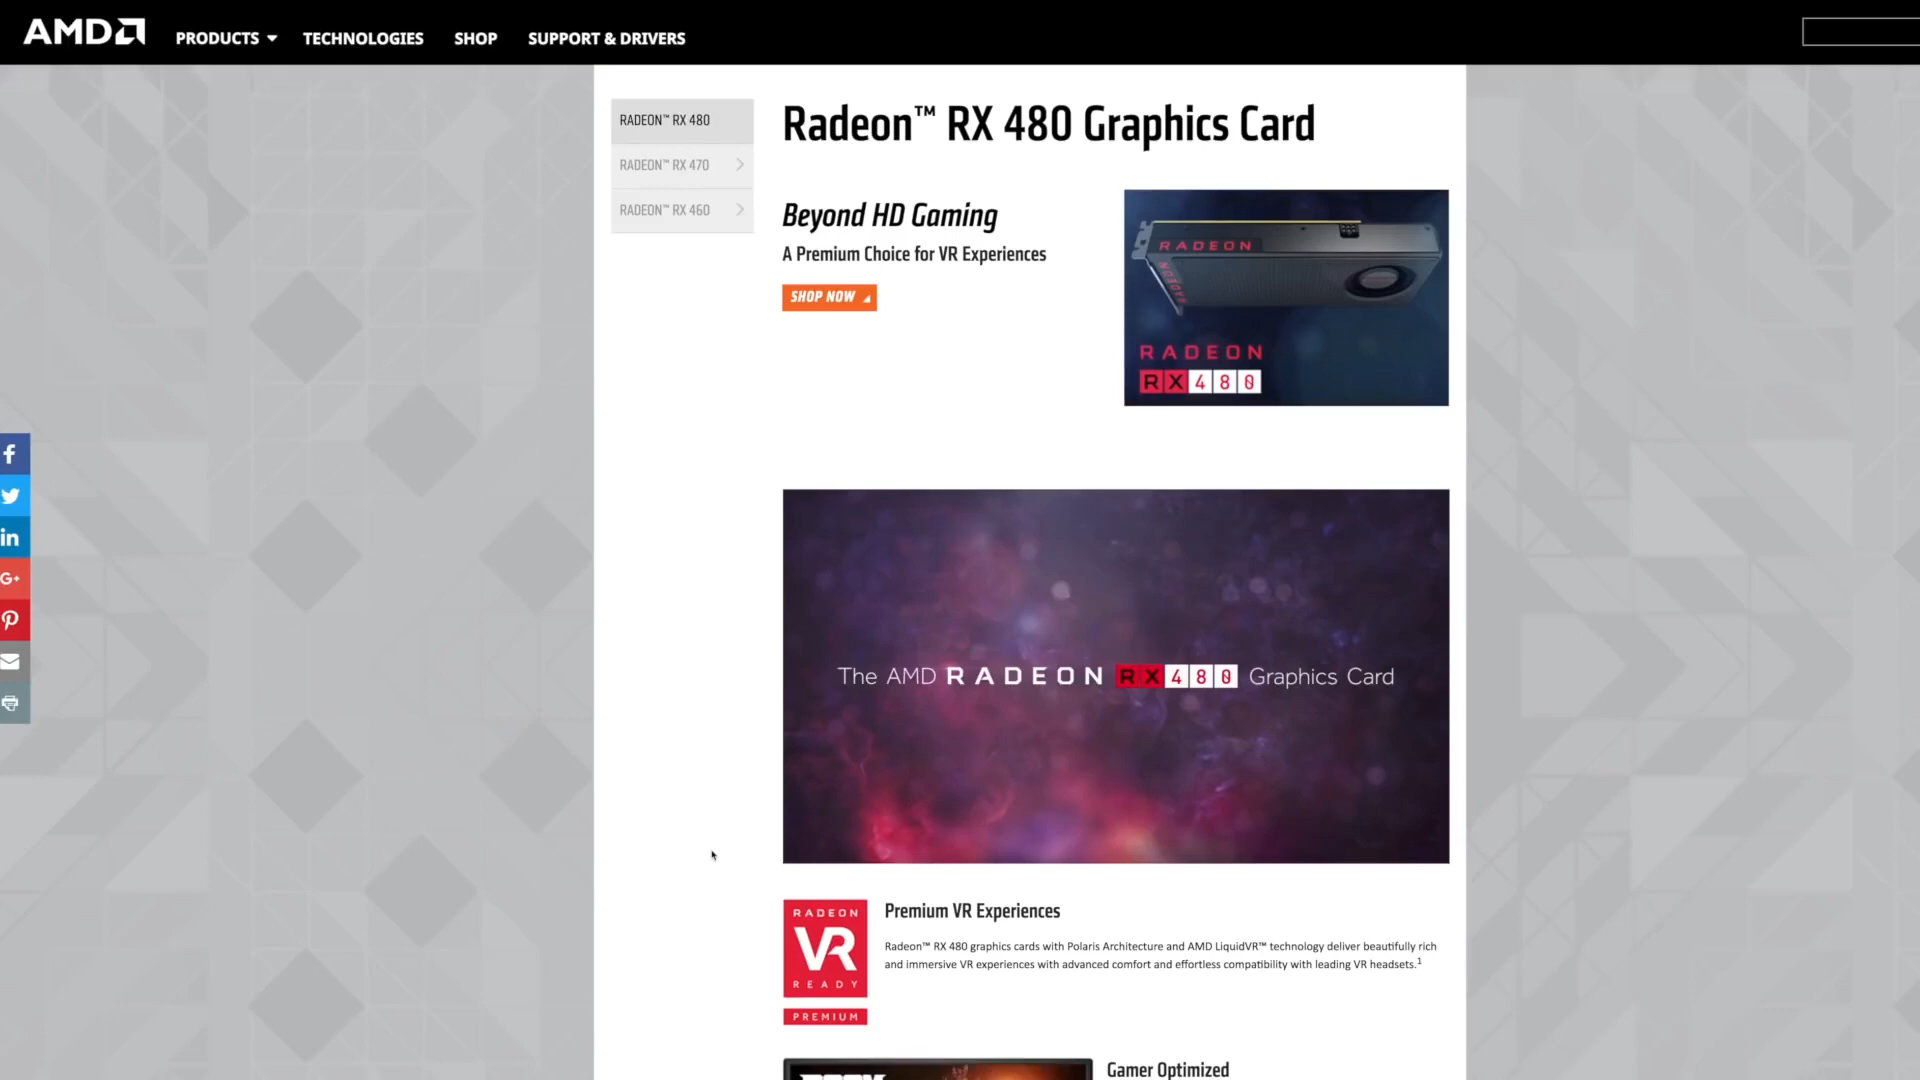 AMD
PRODUCTS TECHNOLOGIES SHOP SUPPORT & DRIVERS
RADEON™ RX 480
RADEON™ RX 470
RADEON™ RX 460
Radeon™ RX 480 Graphics Card
Beyond HD Gaming
A Premium Choice for VR Experiences
SHOP NOW
RADEON
RADEON
RADEON
RX480
The AMD RADEON RX480 Graphics Card
RADEON
VR
READY
PREMIUM
Premium VR Experiences
Radeon™ RX 480 graphics cards with Polaris Architecture and AMD LiquidVR™ technology deliver beautifully rich
and immersive VR experiences with advanced comfort and effortless compatibility with leading VR headsets.1
Gamer Optimized
f
in
G+